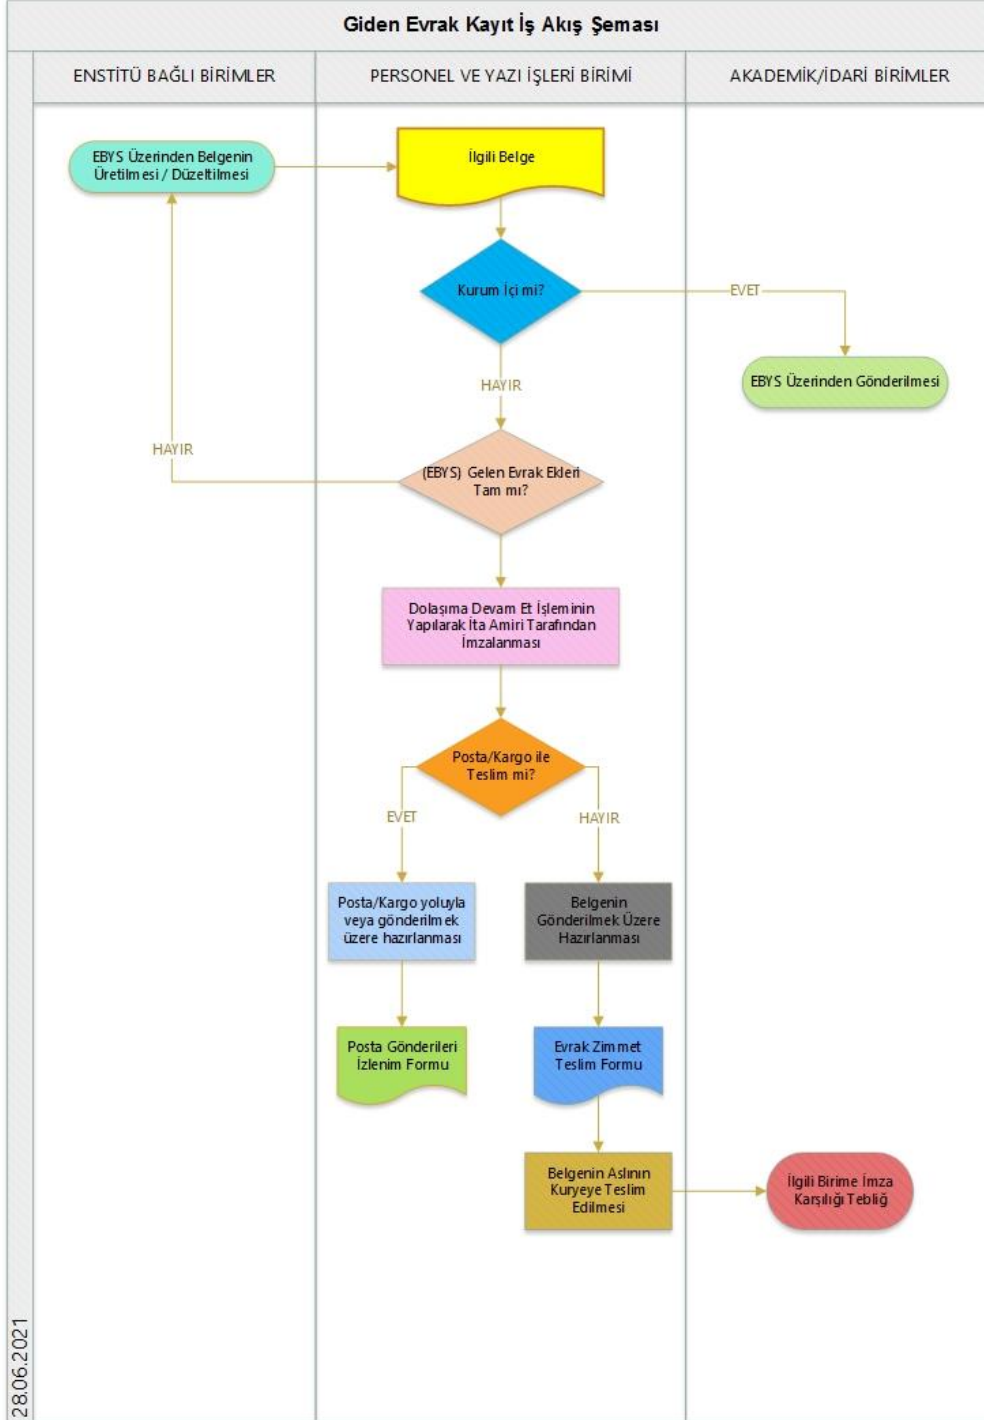 Giden Evrak Kayıt İş Akış Şeması
ENSTİTÜ BAĞLI BİRİMLER
PERSONEL VE YAZI İŞLERİ BİRİMİ
AKADEMİK/İDARİ BİRİMLER
EBYS Üzerinden Belgenin
Üretilmesi / Düzeltilmesi
İlgili Belge
Kurum İçi mi?
EVET
EBYS Üzerinden Gönderilmesi
HAYIR
HAYIR
(EBYS) Gelen Evrak Ekleri
Tam mı?
Dolaşıma Devam Et İşleminin
Yapılarak İta Amiri Tarafından
İmzalanması
Posta/Kargo ile
Teslim mi?
EVET
HAYIR
Posta/Kargo yoluyla
veya gönderilmek
üzere hazırlanması
Belgenin
Gönderilmek Üzere
Hazırlanması
Posta Gönderileri
İzlenim Formu
Evrak Zimmet
Teslim Formu
Belgenin Aslının
Kuryeye Teslim
Edilmesi
İlgili Birime İmza
Karşılığı Tebliğ
28.06.2021